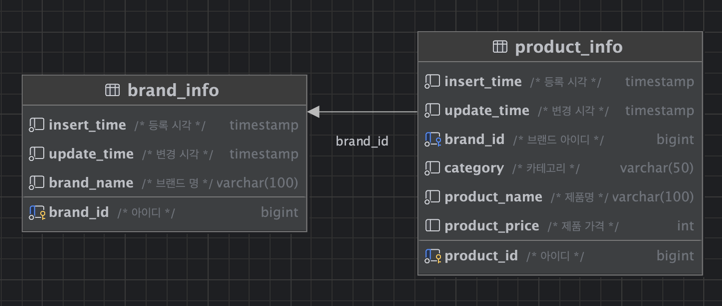 brand_info
insert_time /* 등록 시각 */ timestamp
update_time /* 변경 시각 */ timestamp
brand_name /* 브랜드 명 */ varchar(100)
brand_id /* 아이디 */ bigint
brand_id
product_info
insert_time /* 등록 시각 */ timestamp
update_time /* 변경 시각 */ timestamp
brand_id /* 브랜드 아이디 */ bigint
category /* 카테고리 */ varchar(50)
product_name /* 제품명 */ varchar(100)
product_price /* 제품 가격 */ int
product_id /* 아이디 */ bigint